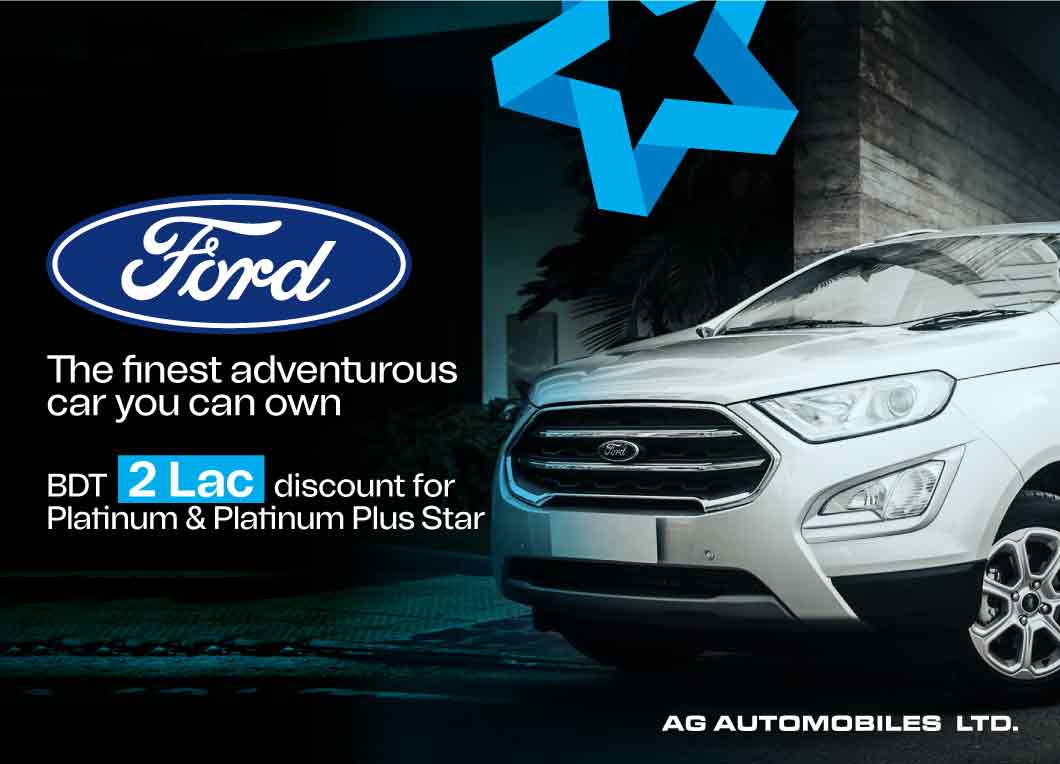 Ford
The finest adventurous
car you can own
BDT 2 Lac discount for
Platinum & Platinum Plus Star
Ford
AG AUTOMOBILES LTD.